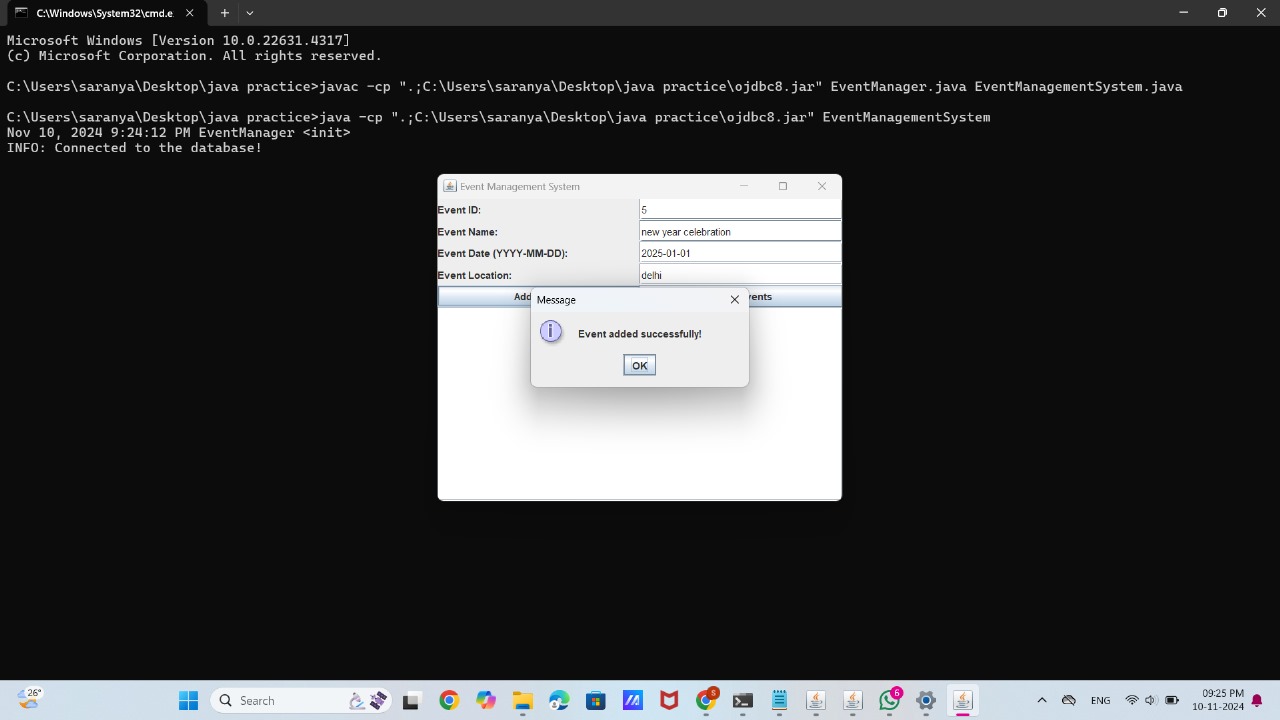 C:\Windows\System32\cmd.e
Microsoft Windows [Version 10.0.22631.4317]
(c) Microsoft Corporation. All rights reserved.
C:\Users\saranya\Desktop\java practice>javac -cp ".;C:\Users\saranya\Desktop\java practice\ojdbc8.jar" EventManager.java EventManagementSystem.java
C:\Users\saranya\Desktop\java practice>java -cp ".;C:\Users\saranya\Desktop\java practice\ojdbc8.jar" EventManagementSystem
Nov 10, 2024 9:24:12 PM EventManager <init>
INFO: Connected to the database!
Event Management System
Event ID: 5
Event Name: new year celebration
Event Date (YYYY-MM-DD): 2025-01-01
Event Location: delhi
Add
vents
Message
Event added successfully!
OK
26°
Search
S
6
ENG
09:25 PM
10-11-2024